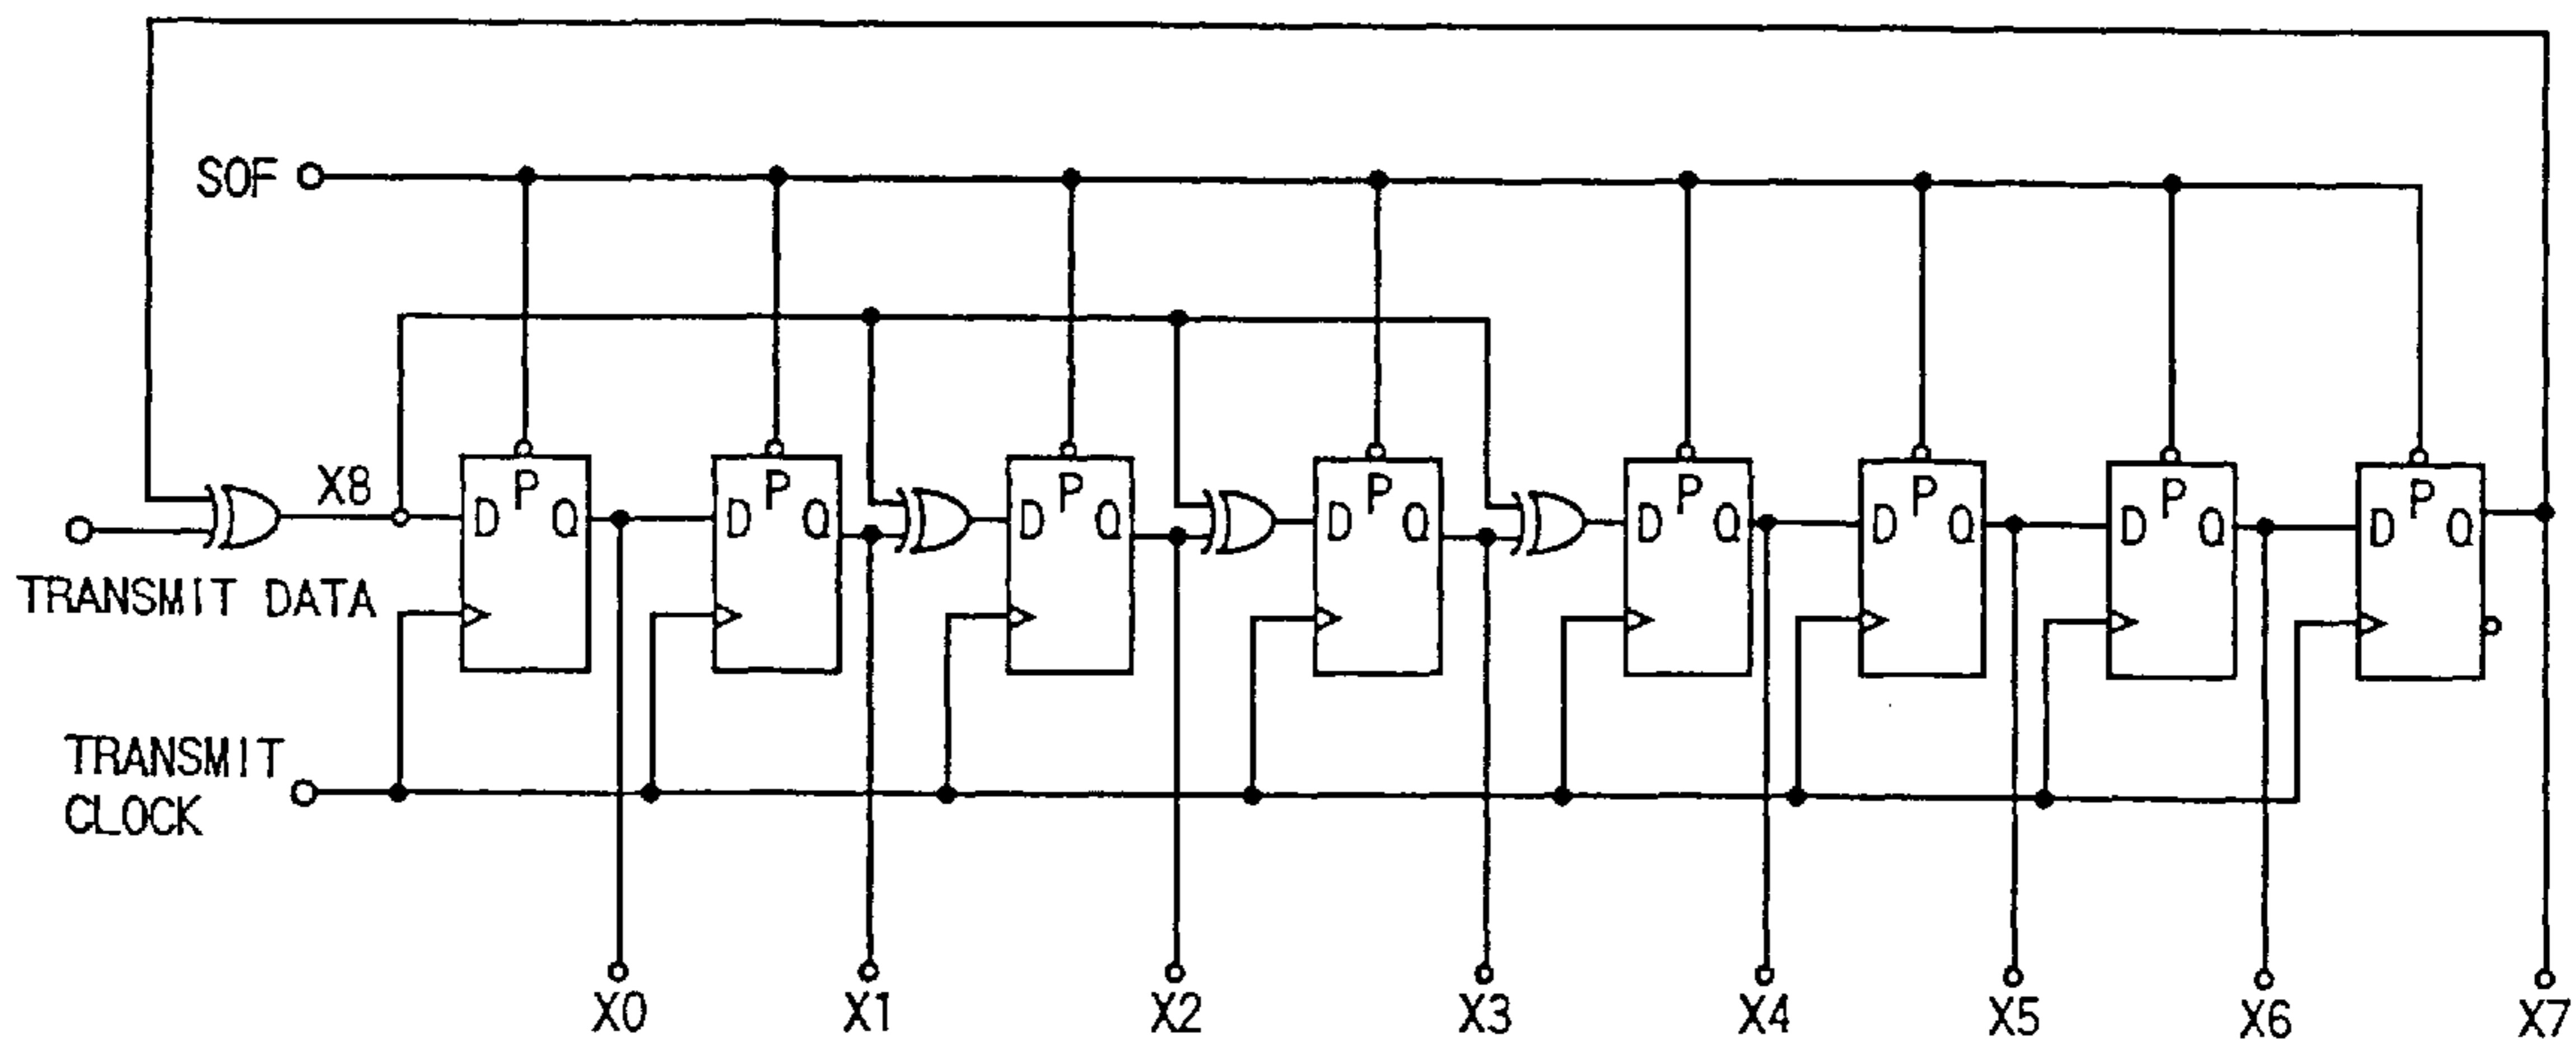 SOF
X8
P
P
P
P
P
P
P
P
D Q
D Q
D Q
D Q
D Q
D Q
D Q
D Q
TRANSMIT DATA
TRANSMIT
CLOCK
X0 X1 X2 X3 X4 X5 X6 X7